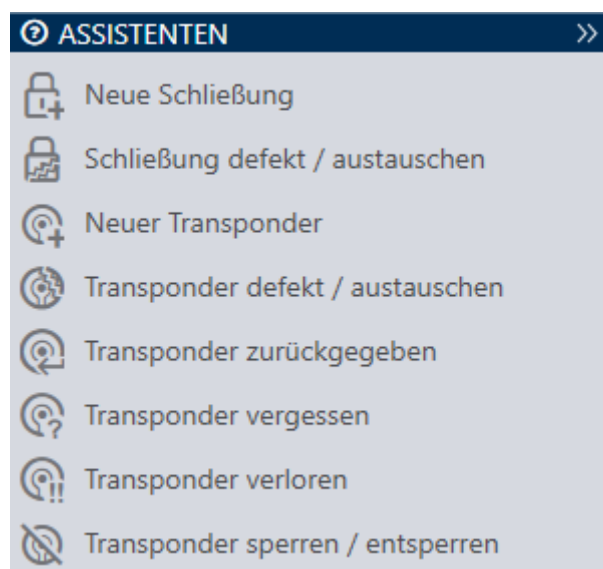 ASSISTENTEN
Neue Schließung
Schließung defekt / austauschen
Neuer Transponder
Transponder defekt / austauschen
Transponder zurückgegeben
Transponder vergessen
Transponder verloren
Transponder sperren / entsperren